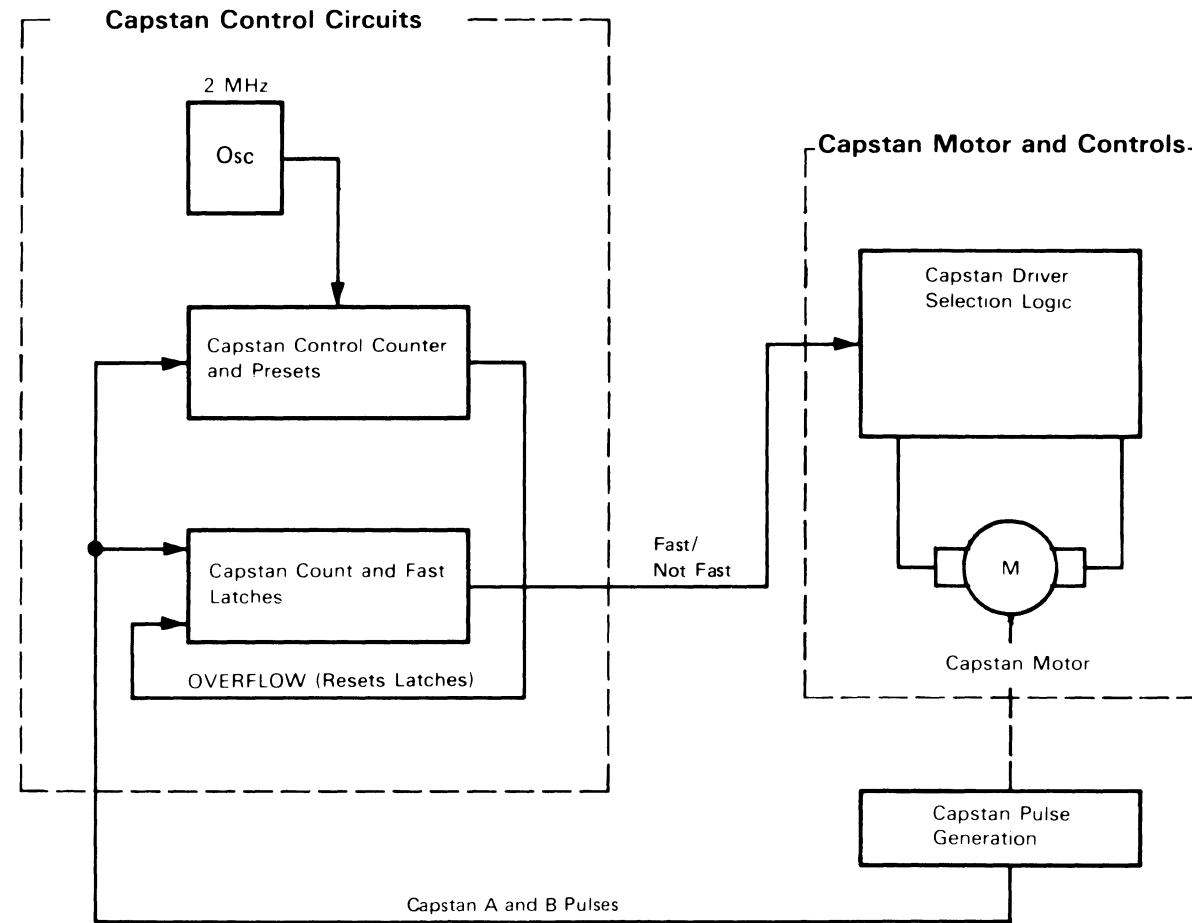 Capstan Control Circuits
2 MHz
Osc
Capstan Motor and Controls
Capstan Driver
Selection Logic
Capstan Control Counter
and Presets
Fast/
Not Fast
Capstan Count and Fast
Latches
M
OVERFLOW (Resets Latches)
Capstan Motor
Capstan Pulse
Generation
Capstan A and B Pulses